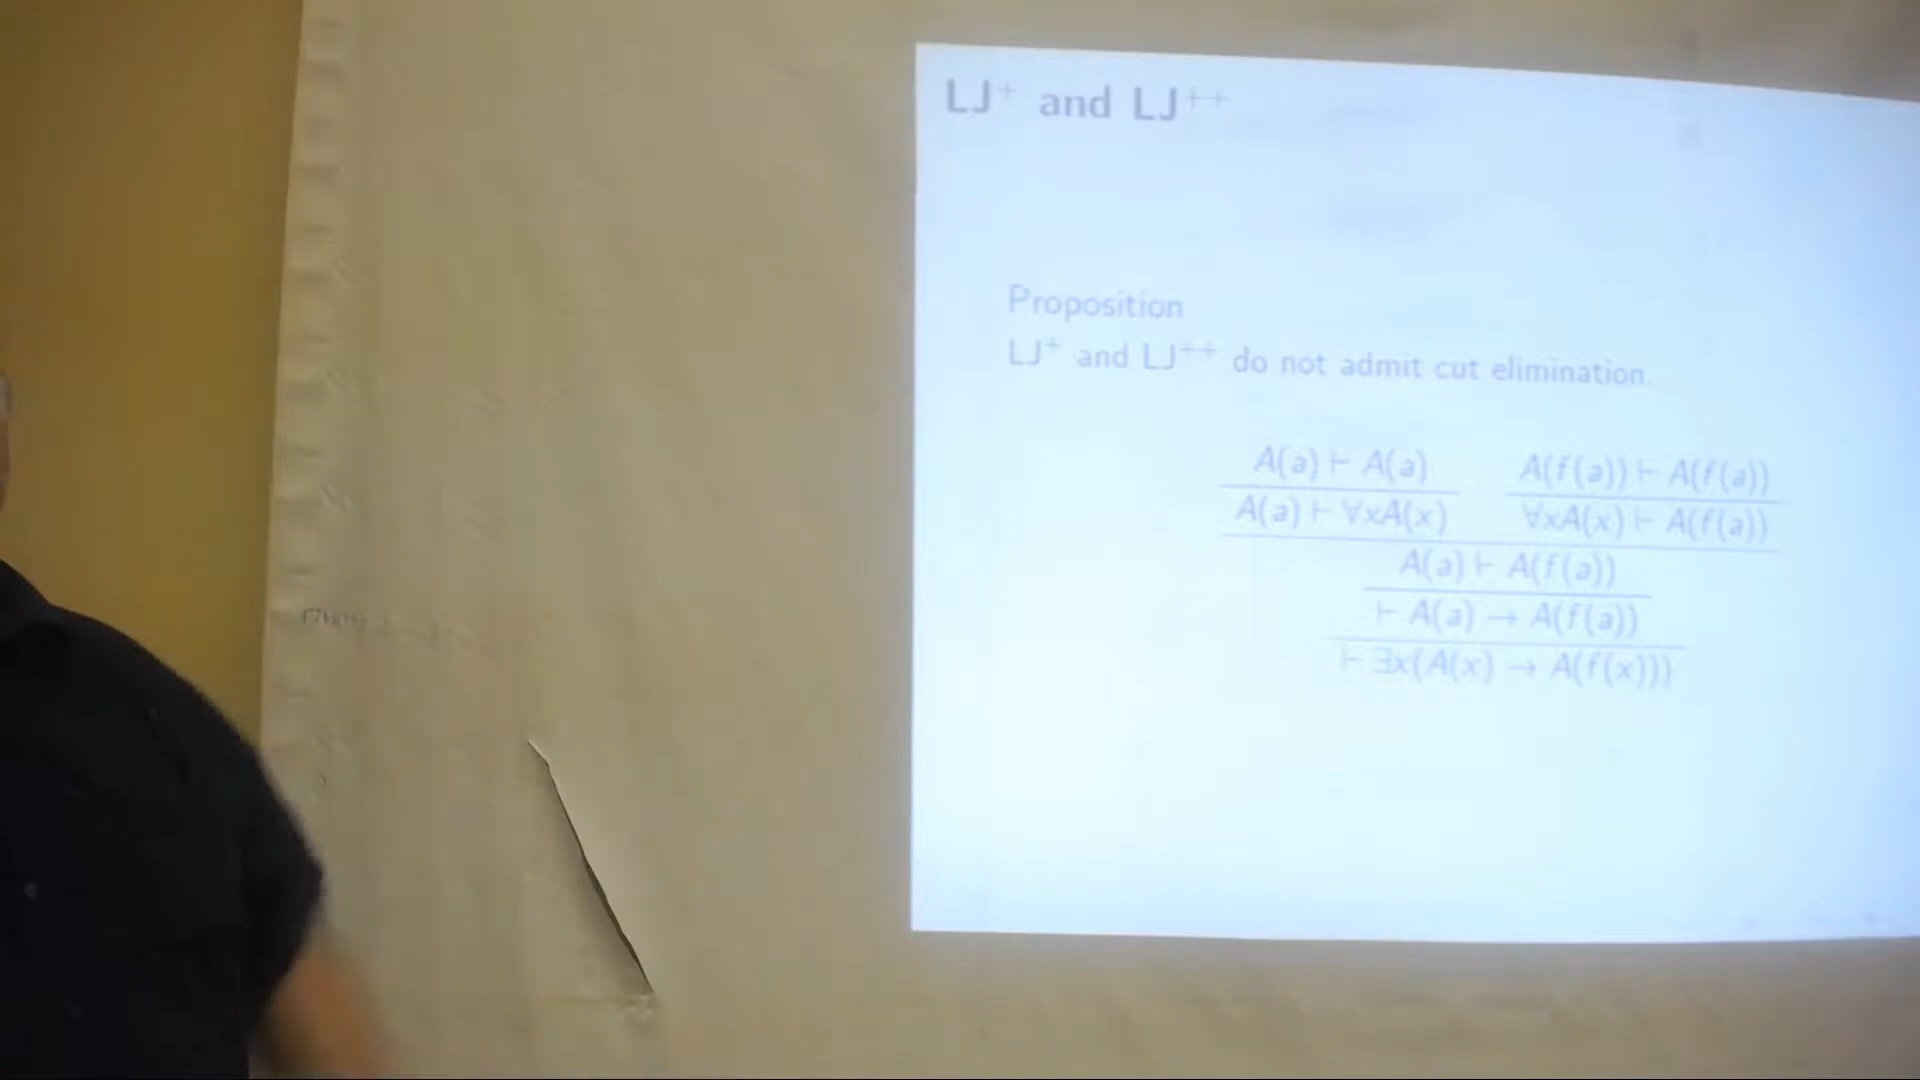 LJ⁺ and LJ⁺⁺
Proposition
LJ⁺ and LJ⁺⁺ do not admit cut elimination.
A(a) ⊢ A(a) A(f(a)) ⊢ A(f(a))
A(a) ⊢ ∀xA(x) ∀xA(x) ⊢ A(f(a))
A(a) ⊢ A(f(a))
⊢ A(a) → A(f(a))
⊢ ∃x(A(x) → A(f(x)))